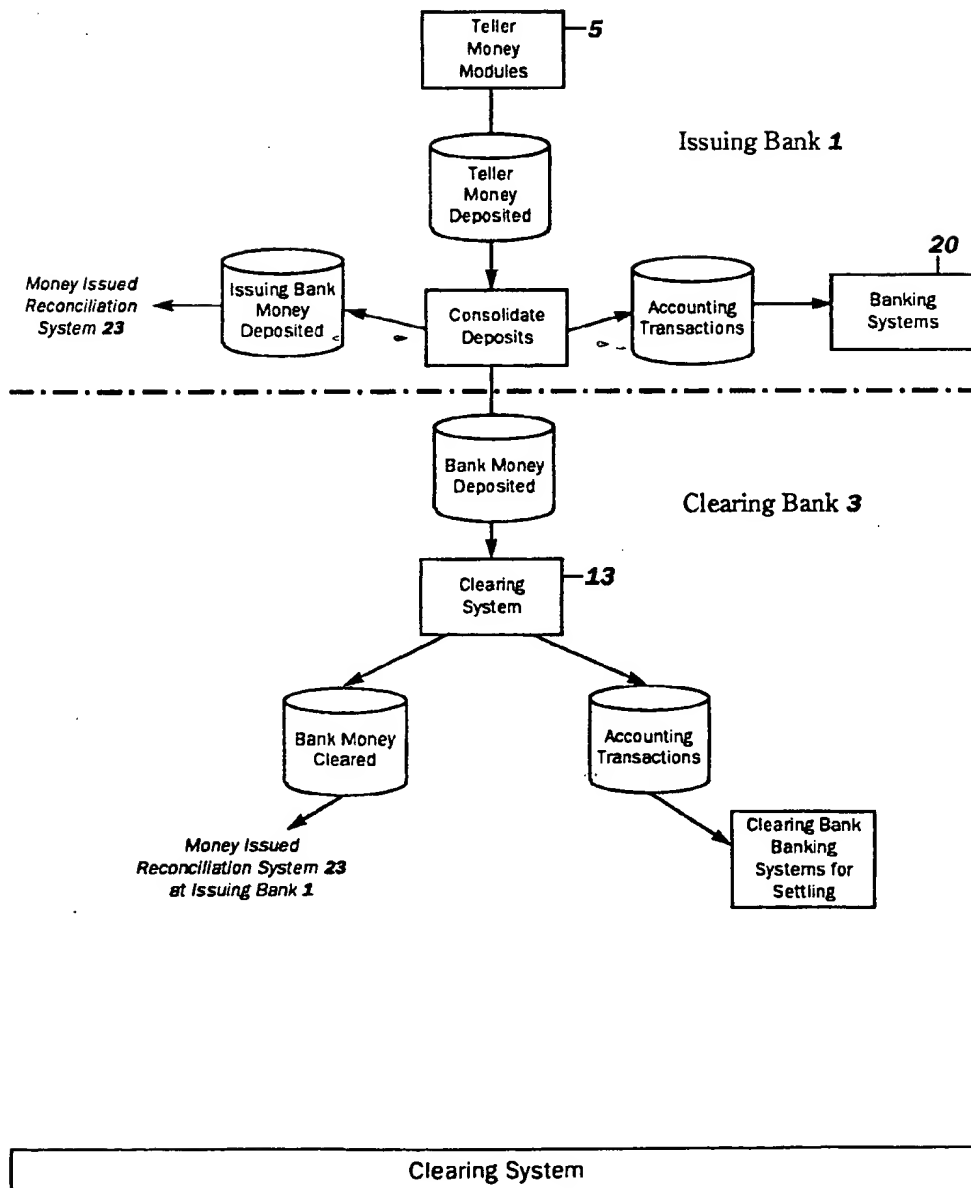 Teller
Money
Modules
5
Issuing Bank 1
Teller
Money
Deposited
20
Money Issued
Reconciliation
System 23
Issuing Bank
Money
Deposited
Consolidate
Deposits
Accounting
Transactions
Banking
Systems
Bank Money
Deposited
Clearing Bank 3
Clearing
System
13
Bank Money
Cleared
Accounting
Transactions
Money Issued
Reconciliation System 23
at Issuing Bank 1
Clearing Bank
Banking
Systems for
Settling
Clearing System